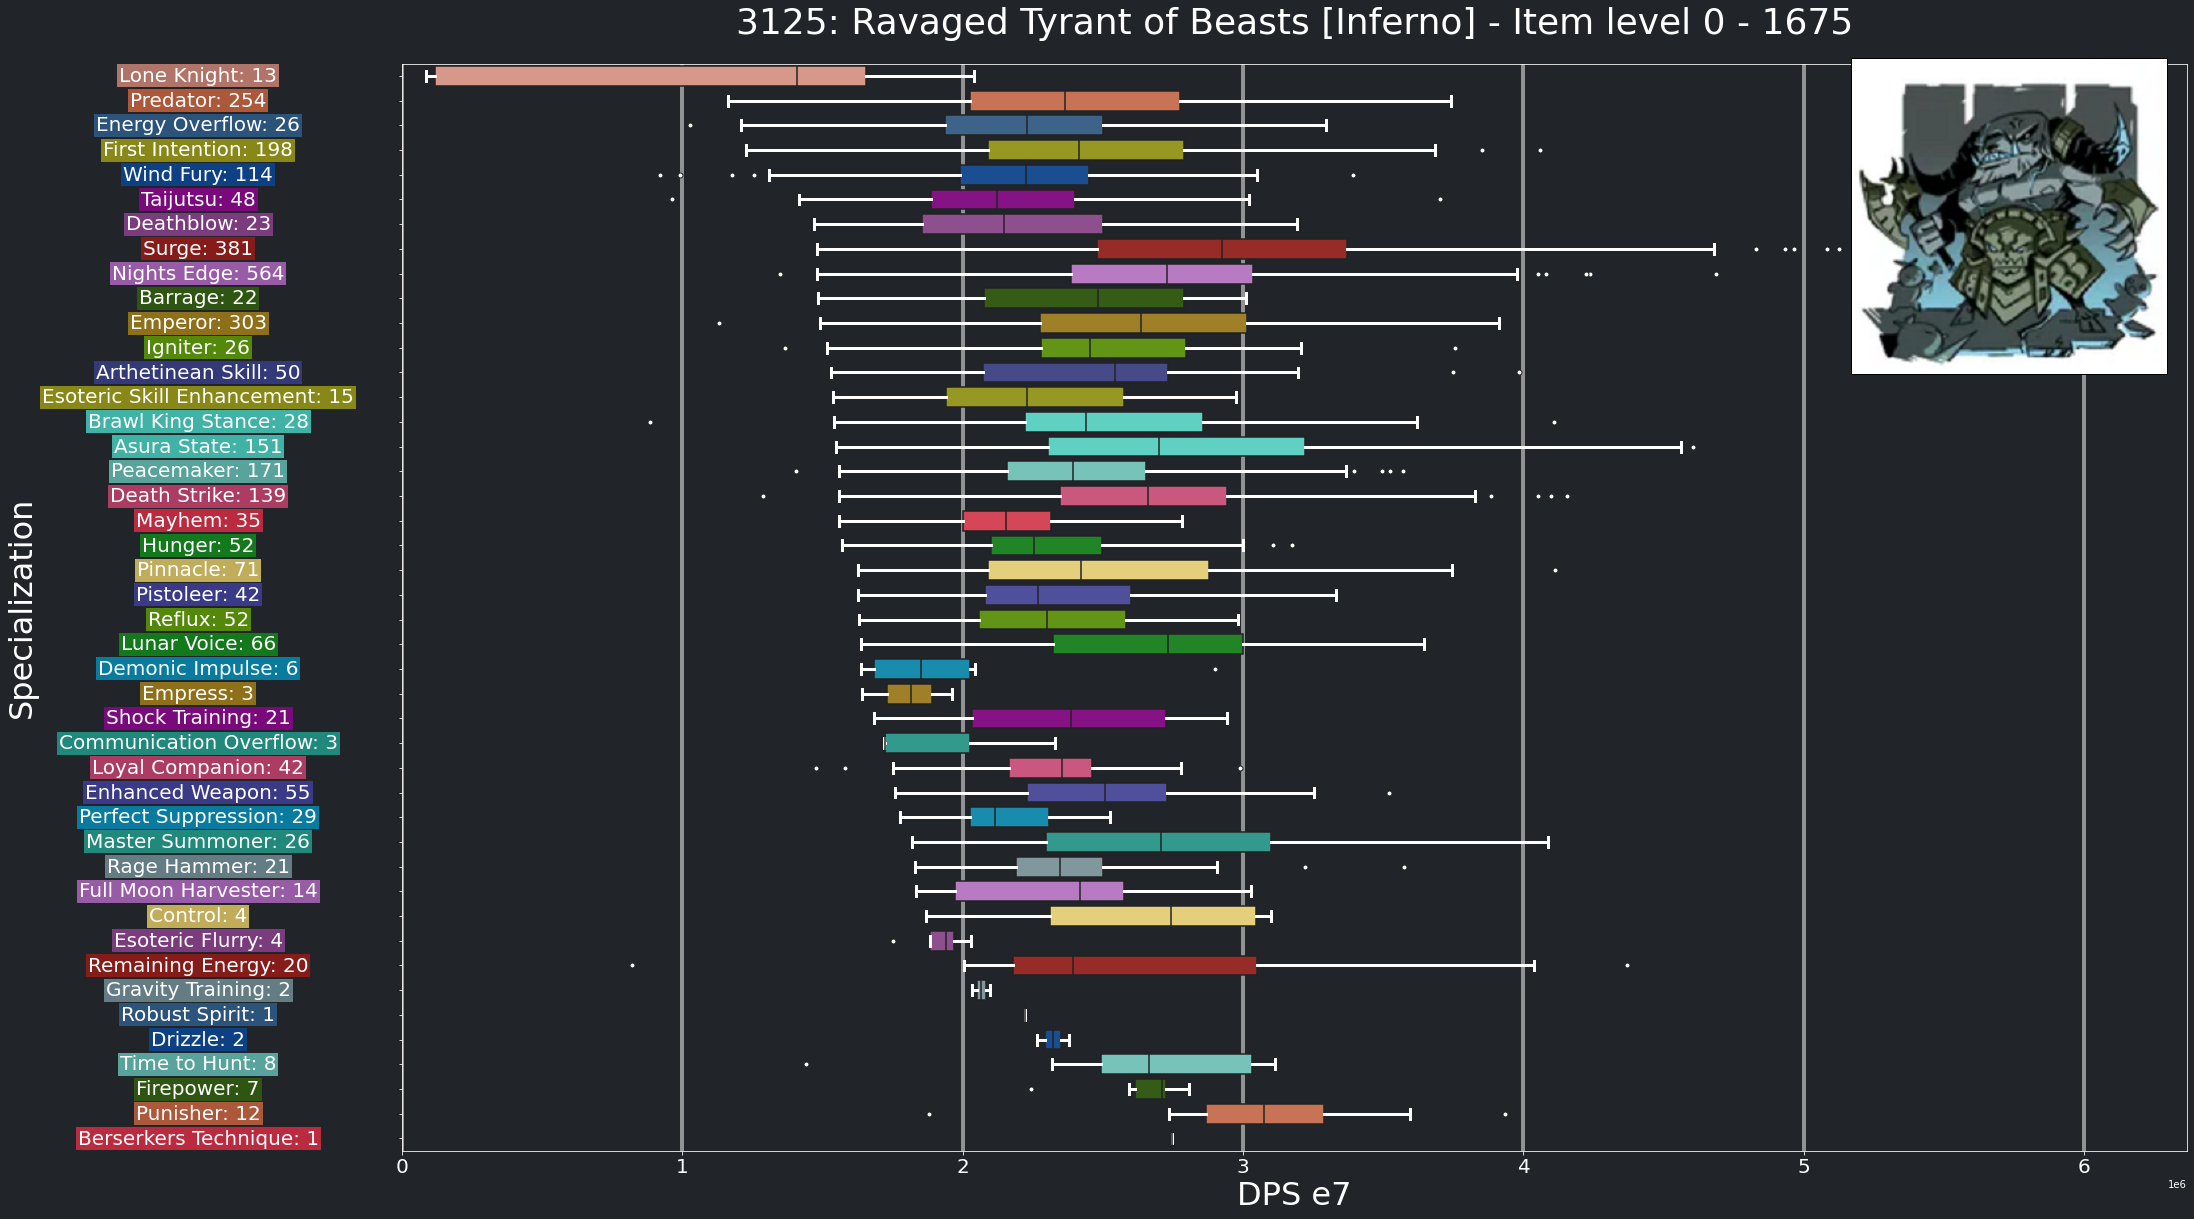 3125: Ravaged Tyrant of Beasts [Inferno] - Item level 0 - 1675
Specialization
Lone Knight: 13
Predator: 254
Energy Overflow: 26
First Intention: 198
Wind Fury: 114
Taijutsu: 48
Deathblow: 23
Surge: 381
Nights Edge: 564
Barrage: 22
Emperor: 303
Igniter: 26
Arthetinean Skill: 50
Esoteric Skill Enhancement: 15
Brawl King Stance: 28
Asura State: 151
Peacemaker: 171
Death Strike: 139
Mayhem: 35
Hunger: 52
Pinnacle: 71
Pistoleer: 42
Reflux: 52
Lunar Voice: 66
Demonic Impulse: 6
Empress: 3
Shock Training: 21
Communication Overflow: 3
Loyal Companion: 42
Enhanced Weapon: 55
Perfect Suppression: 29
Master Summoner: 26
Rage Hammer: 21
Full Moon Harvester: 14
Control: 4
Esoteric Flurry: 4
Remaining Energy: 20
Gravity Training: 2
Robust Spirit: 1
Drizzle: 2
Time to Hunt: 8
Firepower: 7
Punisher: 12
Berserkers Technique: 1
0 1 2 3 4 5 6
1e6
DPS e7